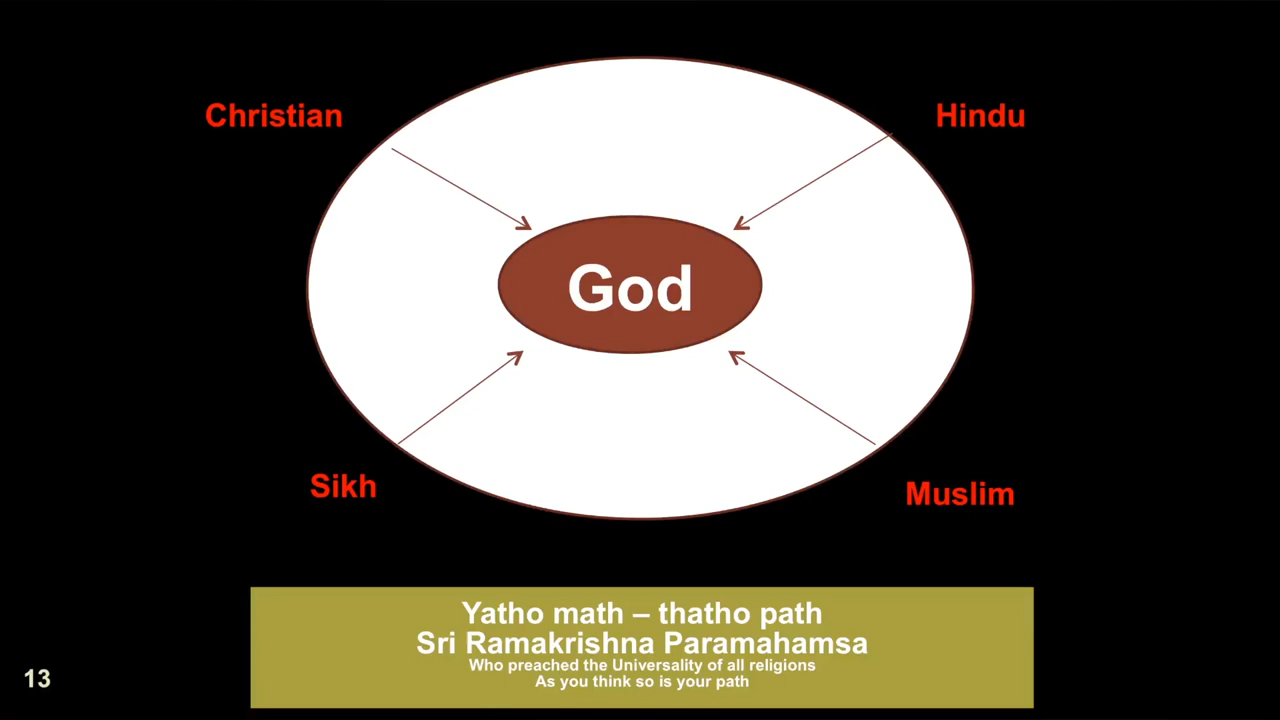 Christian
Hindu
God
Sikh
Muslim
Yatho math – thatho path
Sri Ramakrishna Paramahamsa
Who preached the Universality of all religions
As you think so is your path
13